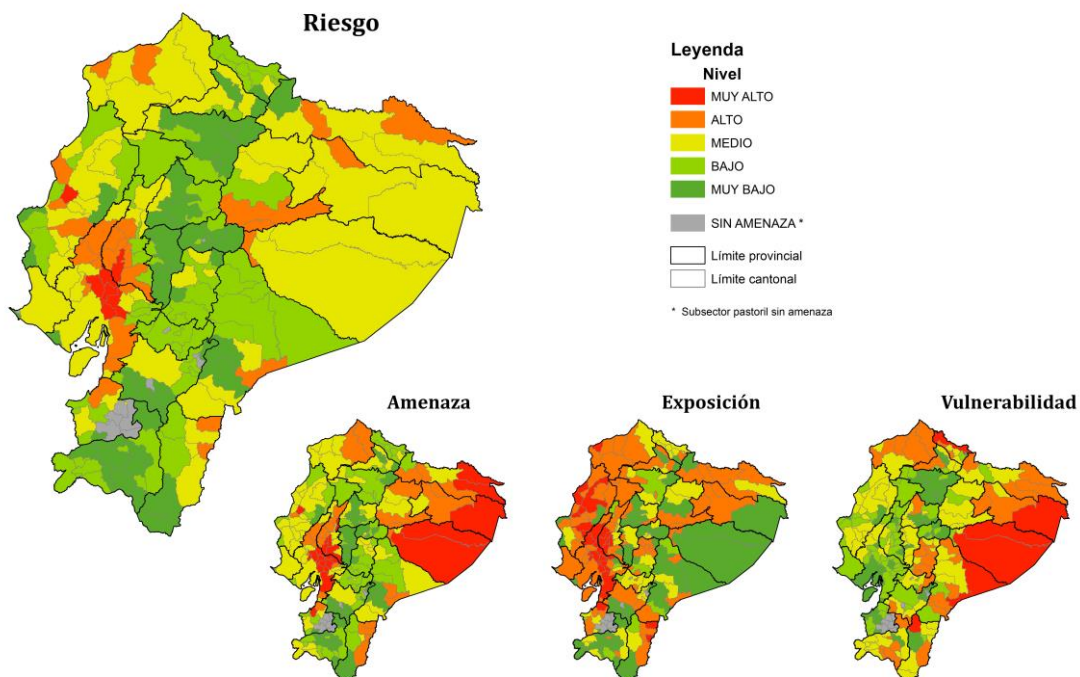 Riesgo
Leyenda
Nivel
MUY ALTO
ALTO
MEDIO
BAJO
MUY BAJO
SIN AMENAZA *
Límite provincial
Límite cantonal
* Subsector pastoril sin amenaza
Amenaza
Exposición
Vulnerabilidad